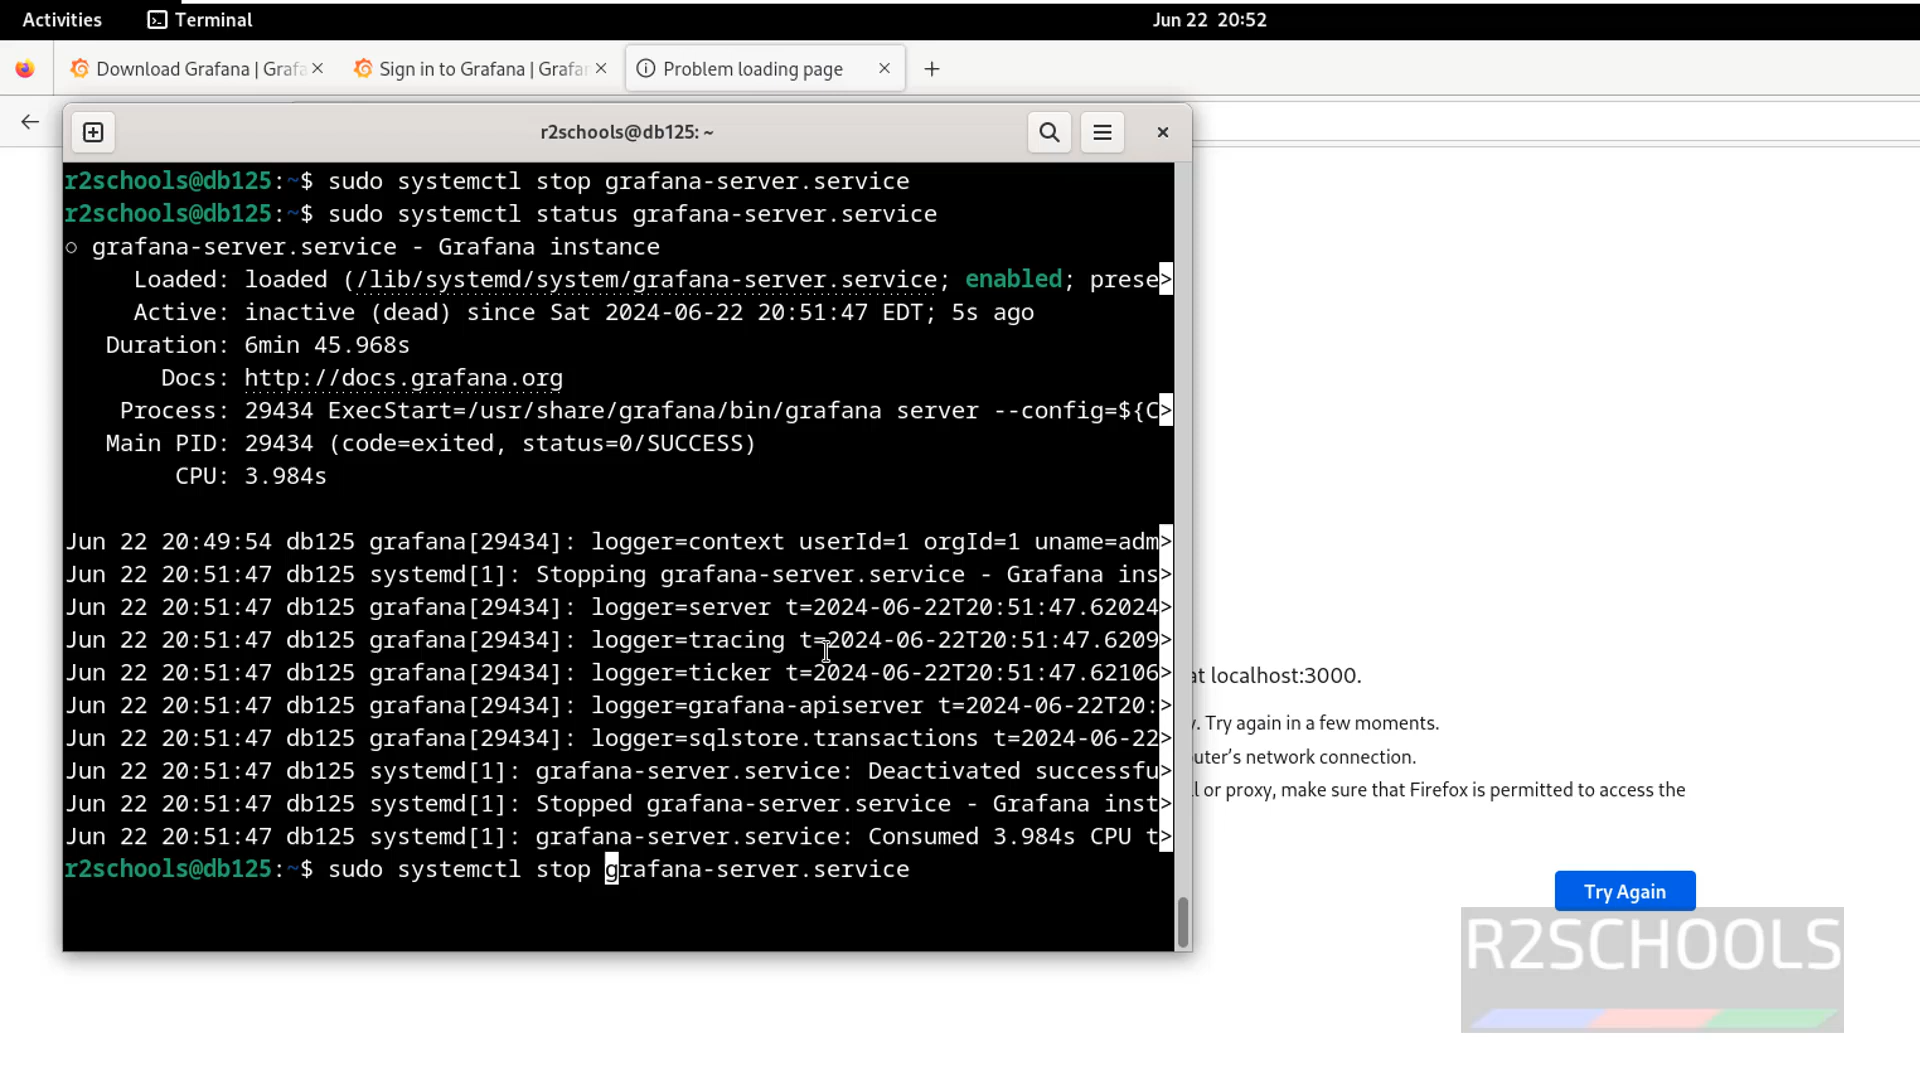 Activities Terminal Jun 22 20:52
Download Grafana | Grafa Sign in to Grafana | Grafan Problem loading page
r2schools@db125: ~
r2schools@db125:~$ sudo systemctl stop grafana-server.service
r2schools@db125:~$ sudo systemctl status grafana-server.service
○ grafana-server.service - Grafana instance
Loaded: loaded (/lib/systemd/system/grafana-server.service; enabled; prese>
Active: inactive (dead) since Sat 2024-06-22 20:51:47 EDT; 5s ago
Duration: 6min 45.968s
Docs: http://docs.grafana.org
Process: 29434 ExecStart=/usr/share/grafana/bin/grafana server --config=${C>
Main PID: 29434 (code=exited, status=0/SUCCESS)
CPU: 3.984s
Jun 22 20:49:54 db125 grafana[29434]: logger=context userId=1 orgId=1 uname=adm>
Jun 22 20:51:47 db125 systemd[1]: Stopping grafana-server.service - Grafana ins>
Jun 22 20:51:47 db125 grafana[29434]: logger=server t=2024-06-22T20:51:47.62024>
Jun 22 20:51:47 db125 grafana[29434]: logger=tracing t=2024-06-22T20:51:47.6209>
Jun 22 20:51:47 db125 grafana[29434]: logger=ticker t=2024-06-22T20:51:47.62106>
Jun 22 20:51:47 db125 grafana[29434]: logger=grafana-apiserver t=2024-06-22T20:>
Jun 22 20:51:47 db125 grafana[29434]: logger=sqlstore.transactions t=2024-06-22>
Jun 22 20:51:47 db125 systemd[1]: grafana-server.service: Deactivated successfu>
Jun 22 20:51:47 db125 systemd[1]: Stopped grafana-server.service - Grafana inst>
Jun 22 20:51:47 db125 systemd[1]: grafana-server.service: Consumed 3.984s CPU t>
r2schools@db125:~$ sudo systemctl stop grafana-server.service
at localhost:3000.
y. Try again in a few moments.
uter's network connection.
ll or proxy, make sure that Firefox is permitted to access the
Try Again
R2SCHOOLS